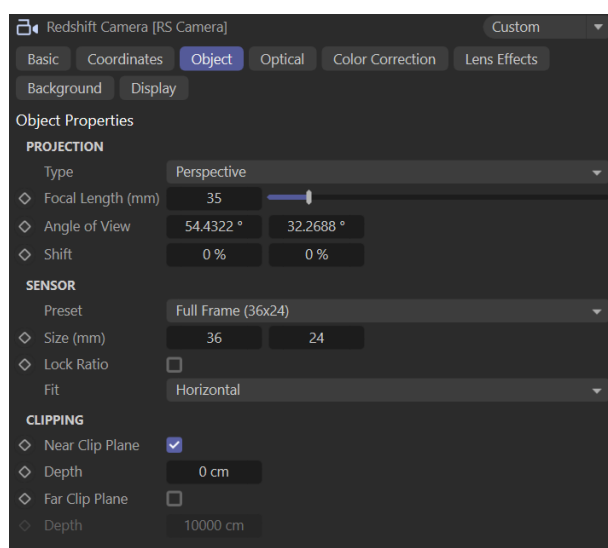 Redshift Camera [RS Camera] Custom
Basic Coordinates Object Optical Color Correction Lens Effects
Background Display
Object Properties
PROJECTION
Type Perspective
Focal Length (mm) 35
Angle of View 54.4322 ° 32.2688 °
Shift 0 % 0 %
SENSOR
Preset Full Frame (36x24)
Size (mm) 36 24
Lock Ratio
Fit Horizontal
CLIPPING
Near Clip Plane
Depth 0 cm
Far Clip Plane
Depth 10000 cm